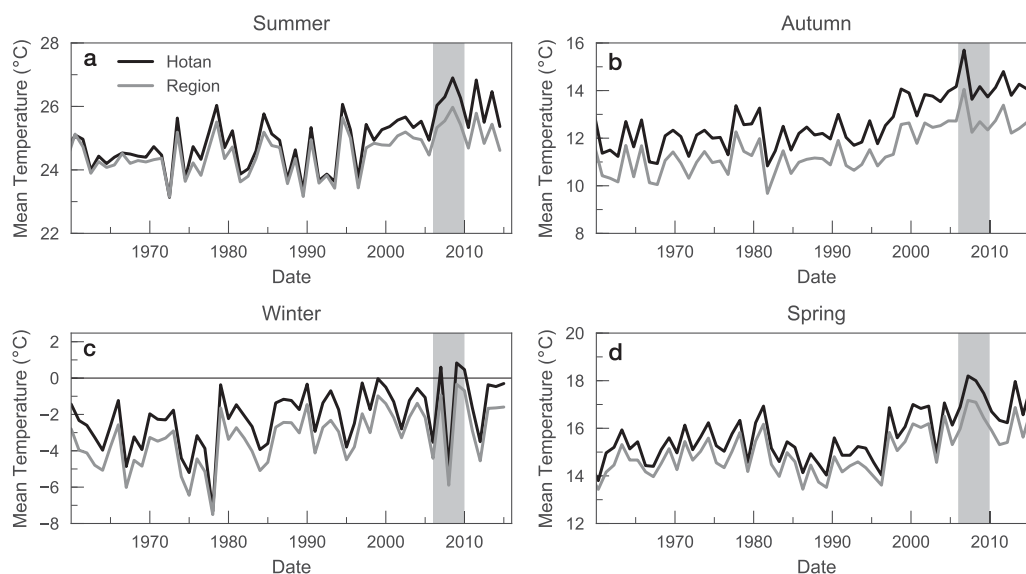 Summer
a
Hotan
Region
28
26
24
22
Mean Temperature (°C)
1970 1980 1990 2000 2010
Date
Autumn
b
16
14
12
10
8
Mean Temperature (°C)
1970 1980 1990 2000 2010
Date
Winter
c
2
0
−2
−4
−6
−8
Mean Temperature (°C)
1970 1980 1990 2000 2010
Date
Spring
d
20
18
16
14
12
Mean Temperature (°C)
1970 1980 1990 2000 2010
Date